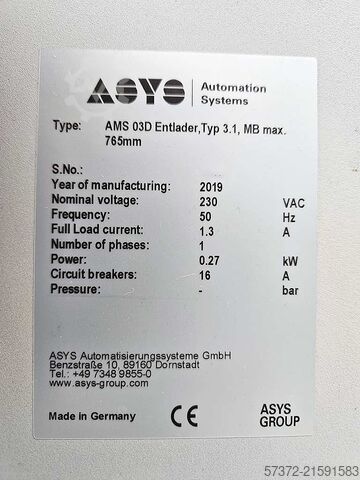 ASYS Automation
Systems
Type: AMS 03D Entlader,Typ 3.1, MB max.
765mm
S.No.:
Year of manufacturing: 2019
Nominal voltage: 230 VAC
Frequency: 50 Hz
Full Load current: 1.3 A
Number of phases: 1
Power: 0.27 kW
Circuit breakers: 16 A
Pressure: - bar
ASYS Automatisierungssysteme GmbH
Benzstraße 10, 89160 Dornstadt
Tel.: +49 7348 9855-0
www.asys-group.com
Made in Germany CE ASYS
GROUP
57372-21591583